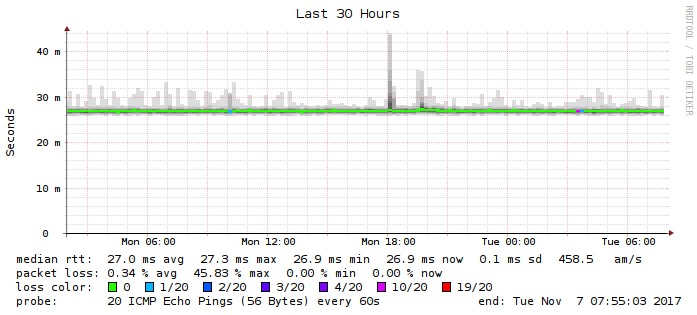 Last 30 Hours
RRDTOOL / TOBI OETIKER
Seconds
40 m
30 m
20 m
10 m
0
Mon 06:00 Mon 12:00 Mon 18:00 Tue 00:00 Tue 06:00
median rtt: 27.0 ms avg 27.3 ms max 26.9 ms min 26.9 ms now 0.1 ms sd 458.5 am/s
packet loss: 0.34 % avg 45.83 % max 0.00 % min 0.00 % now
loss color: 0 1/20 2/20 3/20 4/20 10/20 19/20
probe: 20 ICMP Echo Pings (56 Bytes) every 60s end: Tue Nov 7 07:55:03 2017